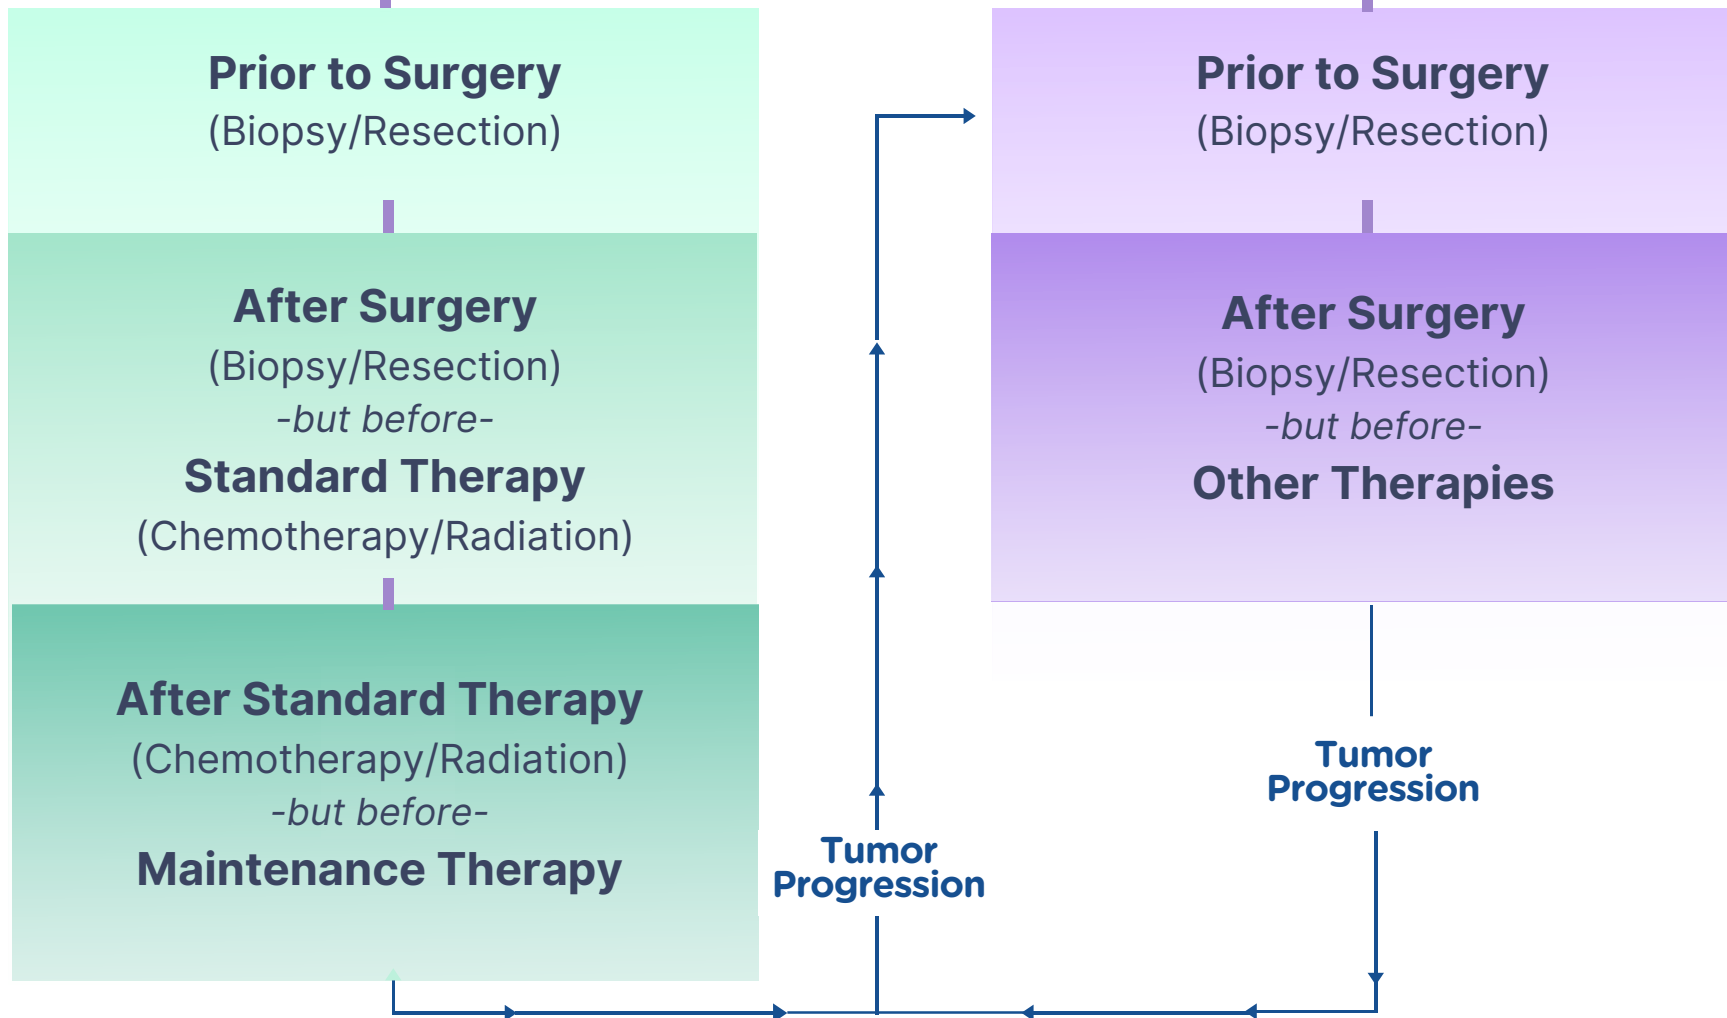 Prior to Surgery
(Biopsy/Resection)
After Surgery
(Biopsy/Resection)
-but before-
Standard Therapy
(Chemotherapy/Radiation)
After Standard Therapy
(Chemotherapy/Radiation)
-but before-
Maintenance Therapy
Tumor
Progression
Prior to Surgery
(Biopsy/Resection)
After Surgery
(Biopsy/Resection)
-but before-
Other Therapies
Tumor
Progression